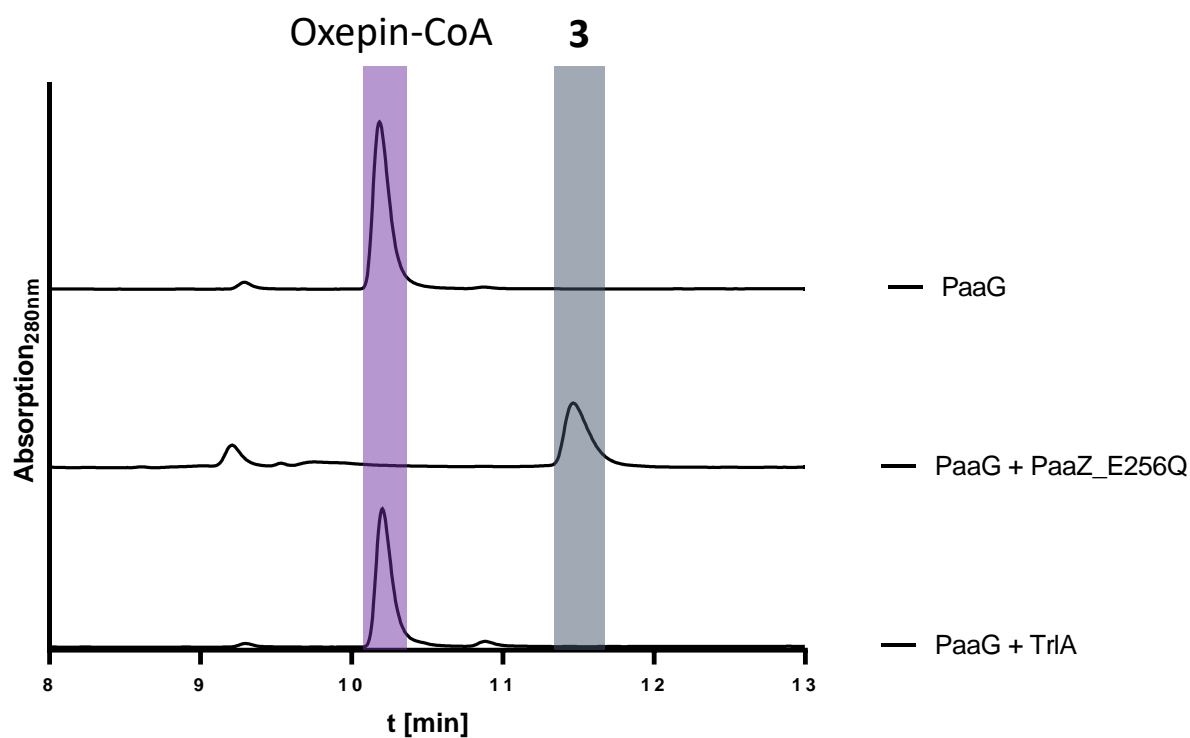 Oxepin-CoA 3
PaaG
PaaG + PaaZ_E256Q
PaaG + TrlA
Absorption280nm
8 9 10 11 12 13
t [min]